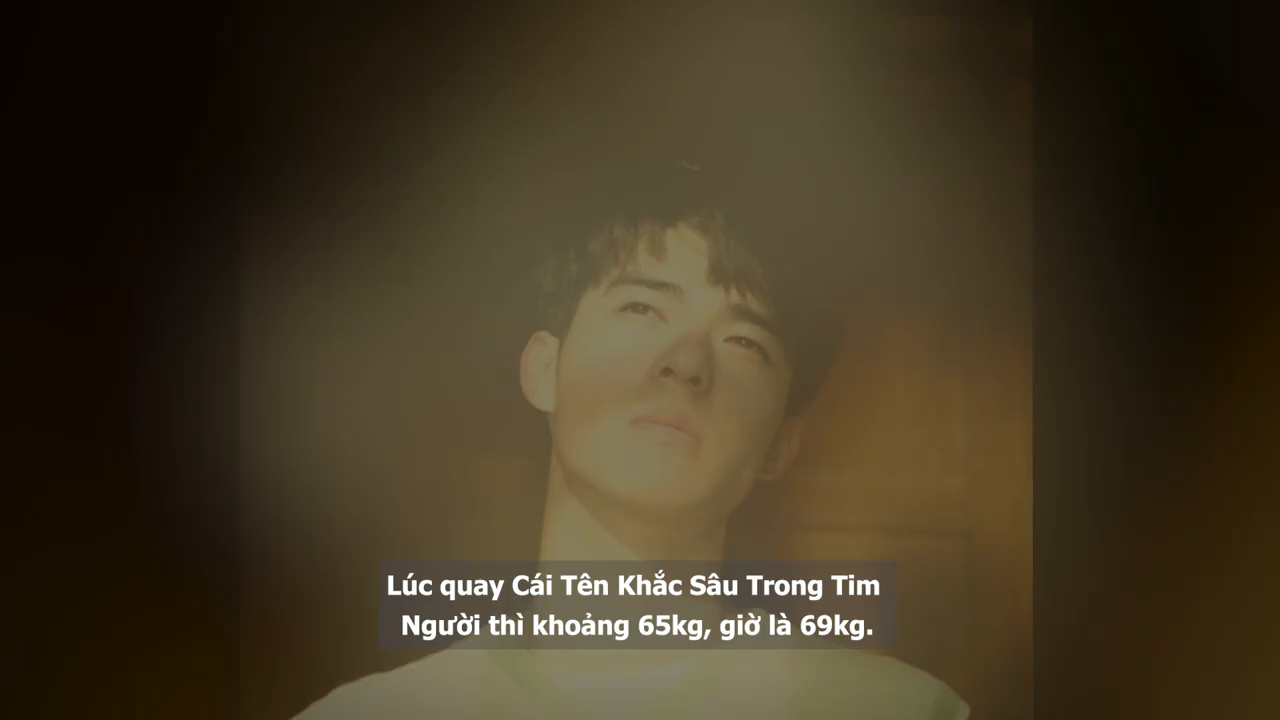 Lúc quay Cái Tên Khắc Sâu Trong Tim
Người thì khoảng 65kg, giờ là 69kg.